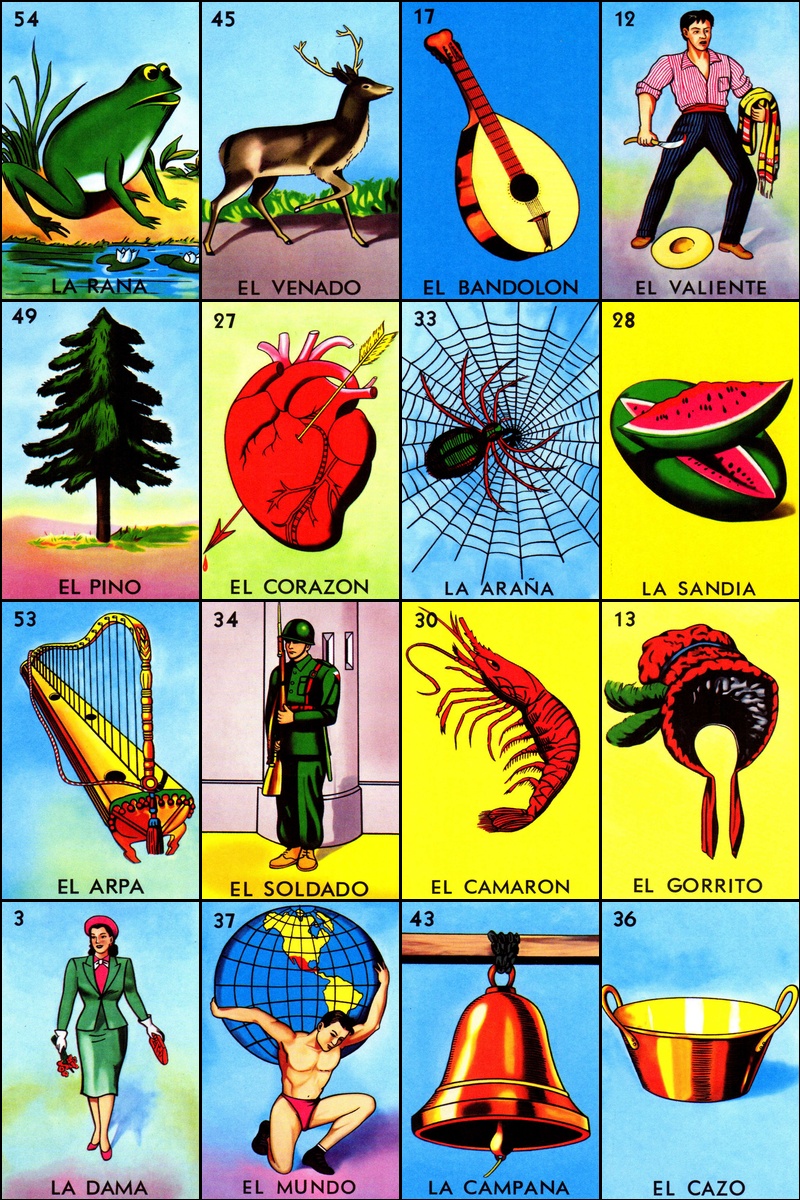 54
LA RANA
45
EL VENADO
17
EL BANDOLON
12
EL VALIENTE
49
EL PINO
27
EL CORAZON
33
LA ARAÑA
28
LA SANDIA
53
EL ARPA
34
EL SOLDADO
30
EL CAMARON
13
EL GORRITO
3
LA DAMA
37
EL MUNDO
43
LA CAMPANA
36
EL CAZO